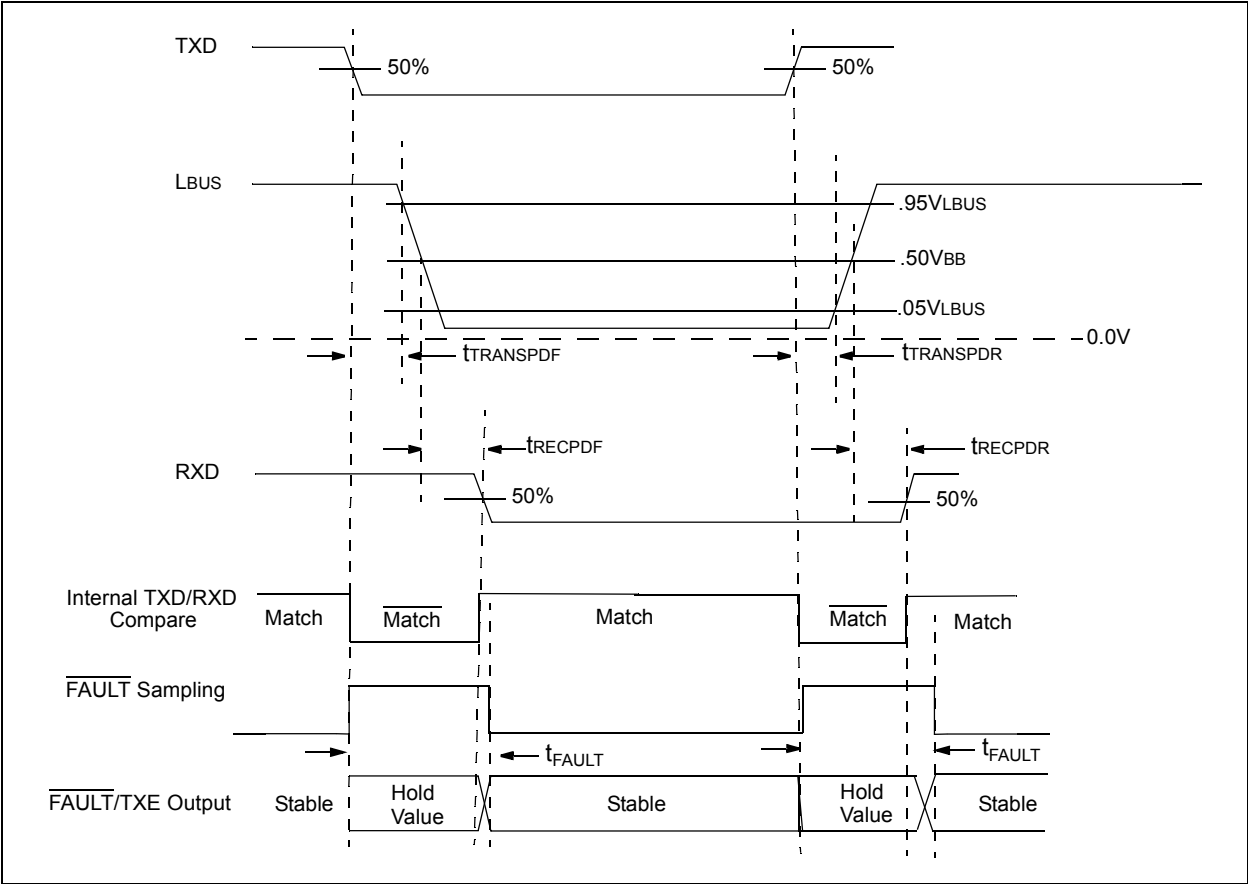 TXD
50%
50%
LBUS
.95VLBUS
.50VBB
.05VLBUS
0.0V
tTRANSPDF
tTRANSPDR
tRECPDF
tRECPDR
RXD
50%
50%
Internal TXD/RXD
Compare
Match
Match
Match
Match
Match
FAULT Sampling
tFAULT
tFAULT
FAULT/TXE Output
Stable
Hold
Value
Stable
Hold
Value
Stable